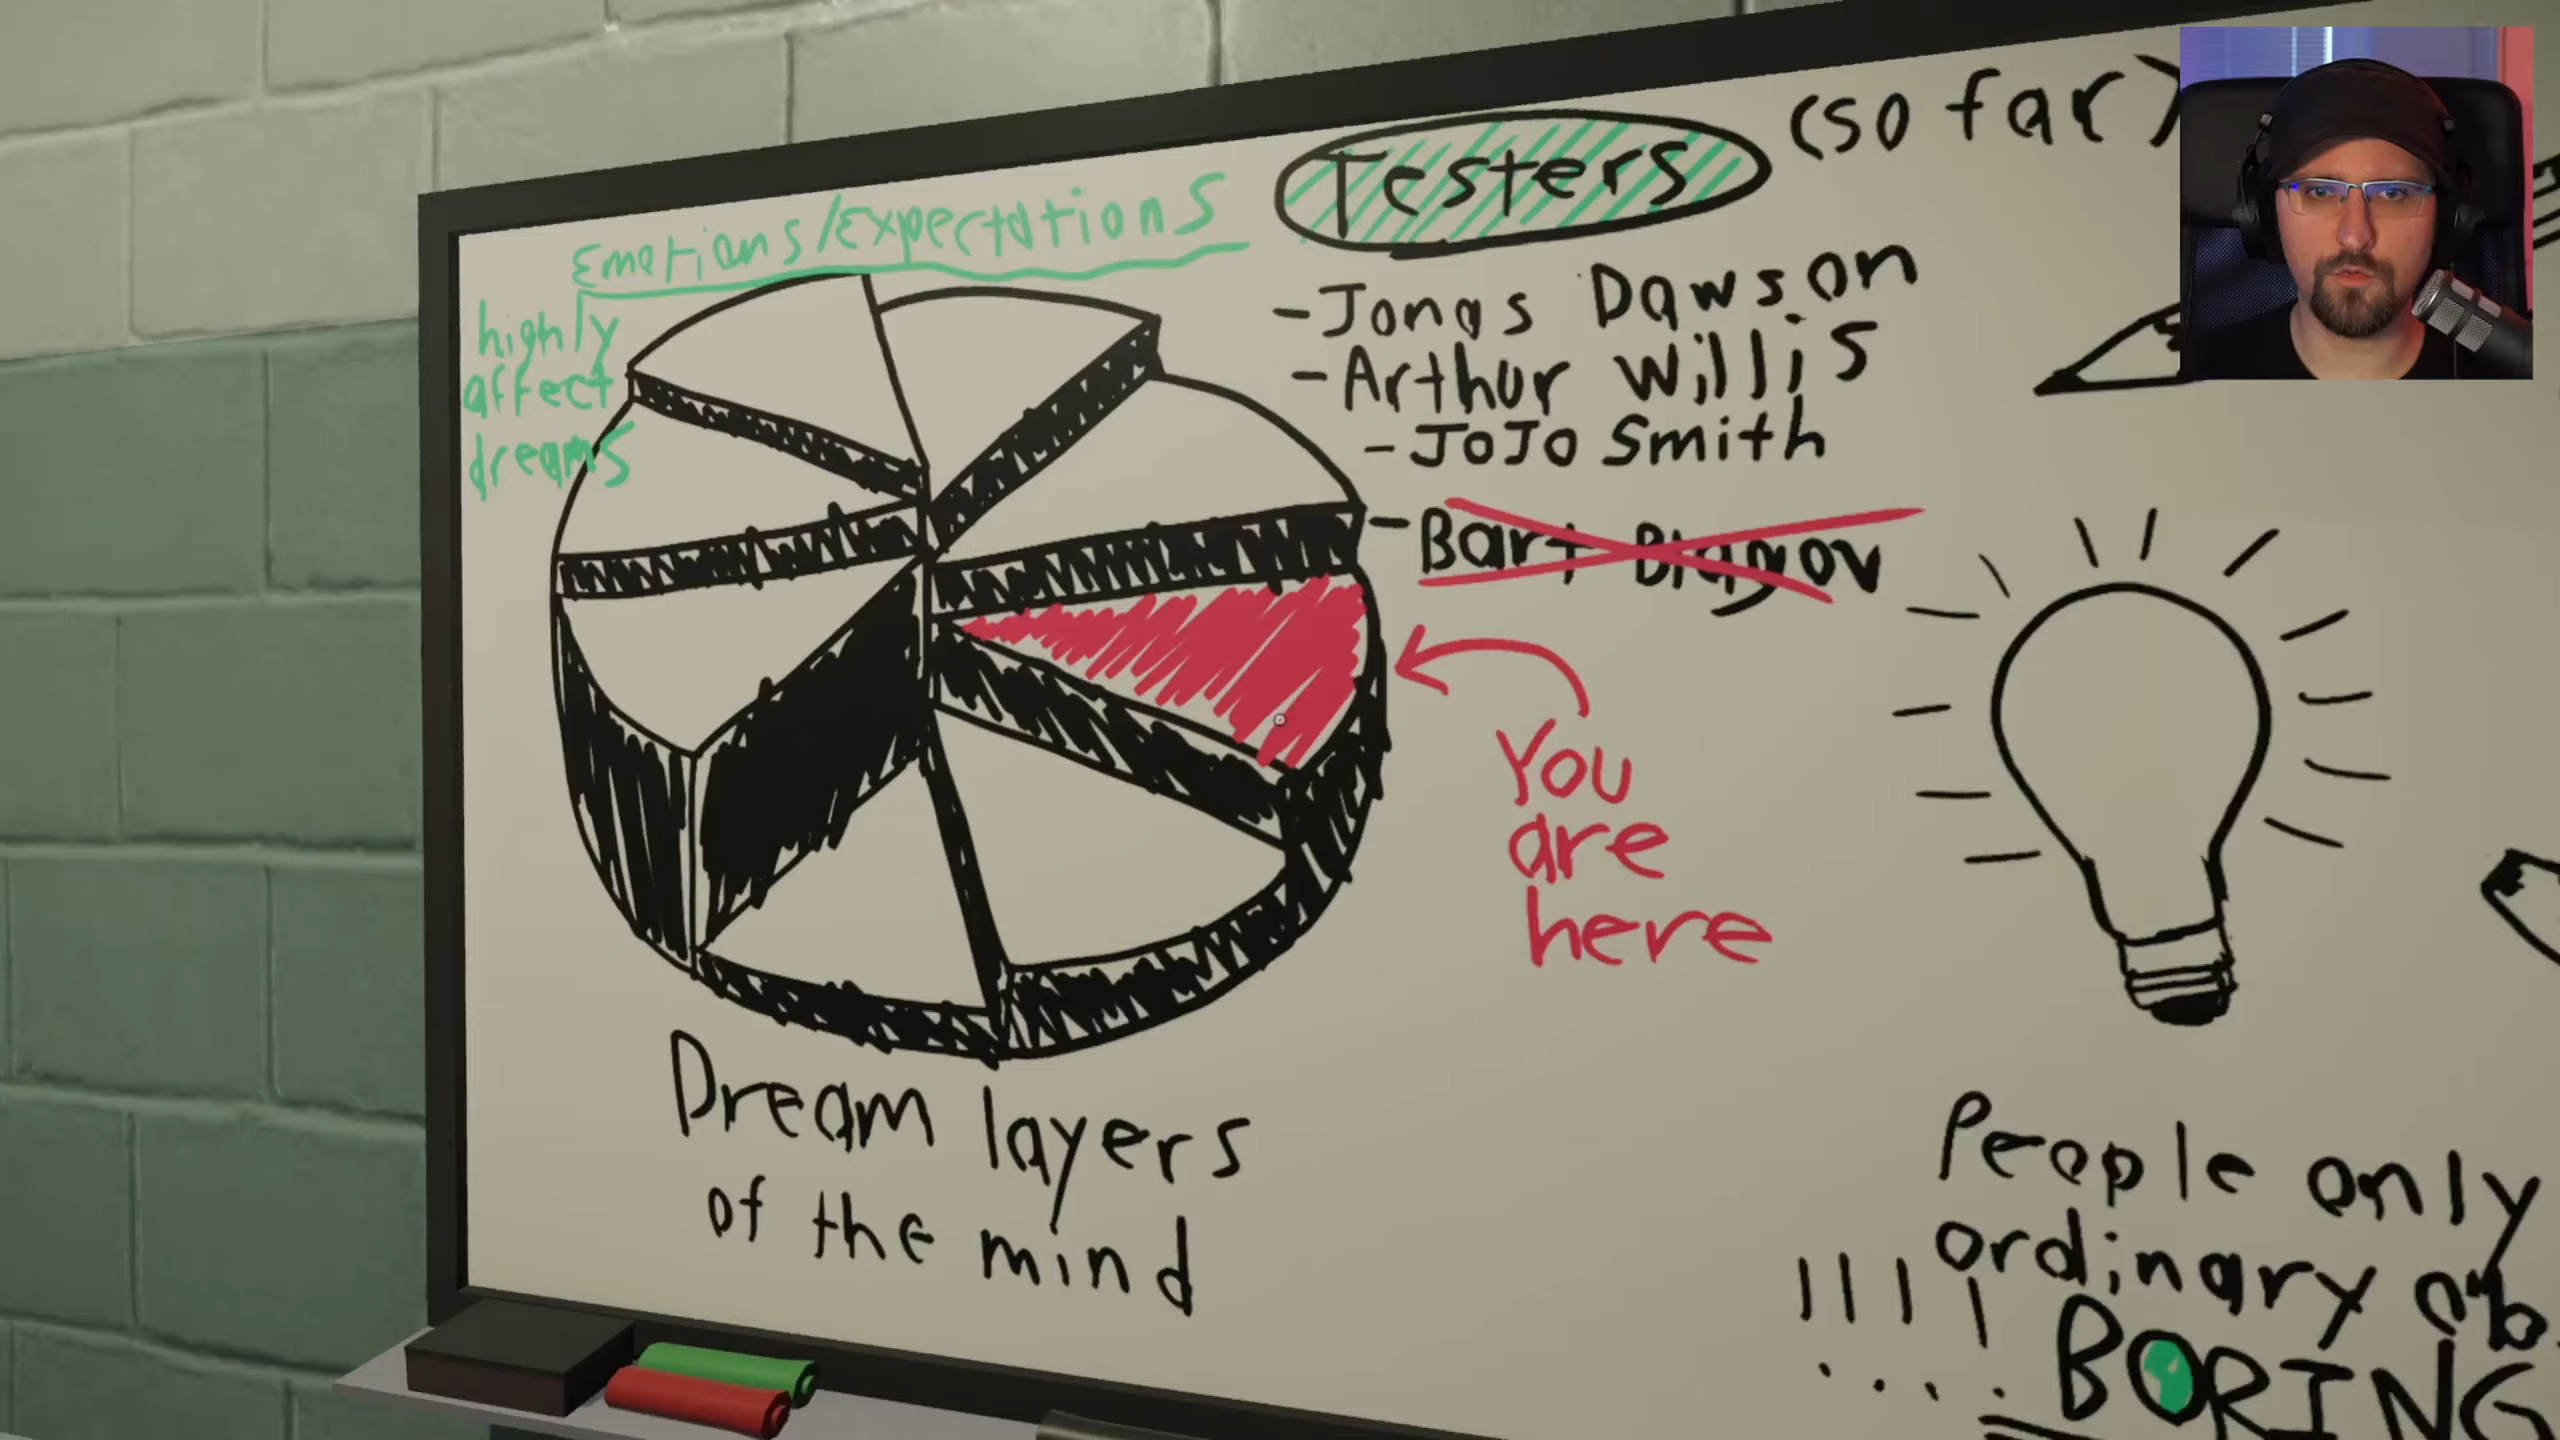 Emotions/Expectations
highly
affect
dreams
Testers (so far)
-Jonas Dawson
-Arthur Willis
-JoJo Smith
-Bart Blagov
You
are
here
Dream layers
of the mind
People only
ordinary
!!!!
BORING